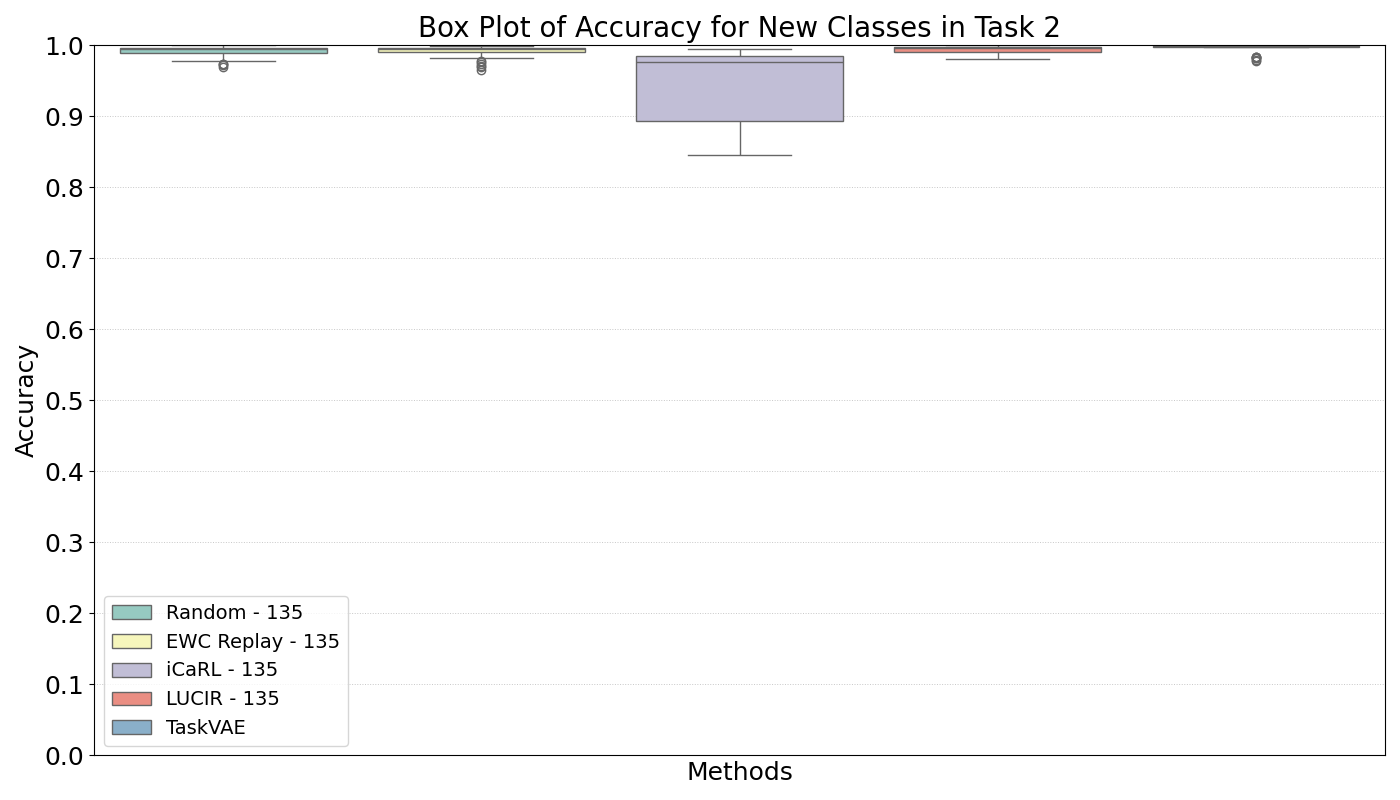 Box Plot of Accuracy for New Classes in Task 2
1.0
0.9
0.8
0.7
0.6
0.5
0.4
0.3
0.2
0.1
0.0
Accuracy
Random - 135
EWC Replay - 135
iCaRL - 135
LUCIR - 135
TaskVAE
Methods